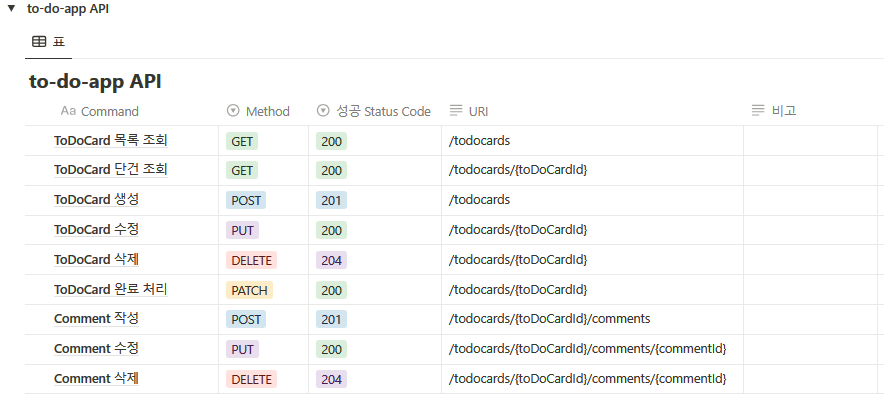 to-do-app API
표
to-do-app API
Aa Command Method 성공 Status Code URI 비고
ToDoCard 목록 조회 GET 200 /todocards
ToDoCard 단건 조회 GET 200 /todocards/{toDoCardId}
ToDoCard 생성 POST 201 /todocards
ToDoCard 수정 PUT 200 /todocards/{toDoCardId}
ToDoCard 삭제 DELETE 204 /todocards/{toDoCardId}
ToDoCard 완료 처리 PATCH 200 /todocards/{toDoCardId}
Comment 작성 POST 201 /todocards/{toDoCardId}/comments
Comment 수정 PUT 200 /todocards/{toDoCardId}/comments/{commentId}
Comment 삭제 DELETE 204 /todocards/{toDoCardId}/comments/{commentId}